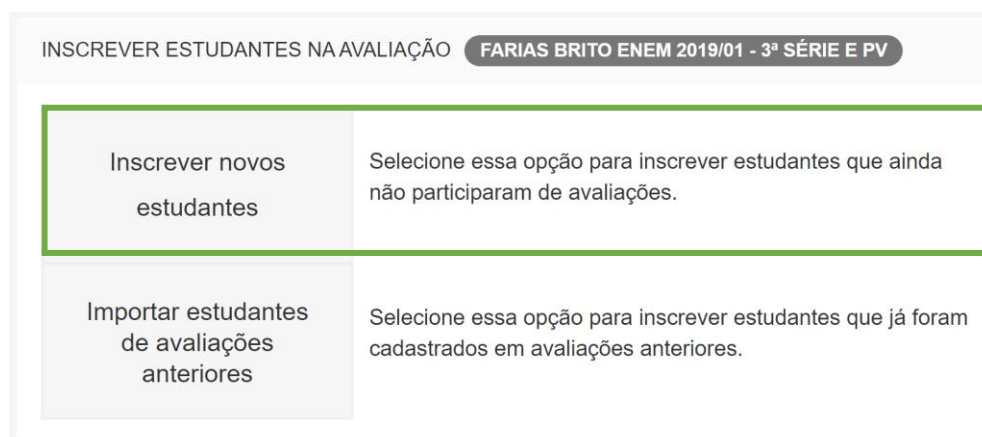 INSCREVER ESTUDANTES NA AVALIAÇÃO FARIAS BRITO ENEM 2019/01 - 3ª SÉRIE E PV
Inscrever novos
estudantes
Selecione essa opção para inscrever estudantes que ainda
não participaram de avaliações.
Importar estudantes
de avaliações
anteriores
Selecione essa opção para inscrever estudantes que já foram
cadastrados em avaliações anteriores.